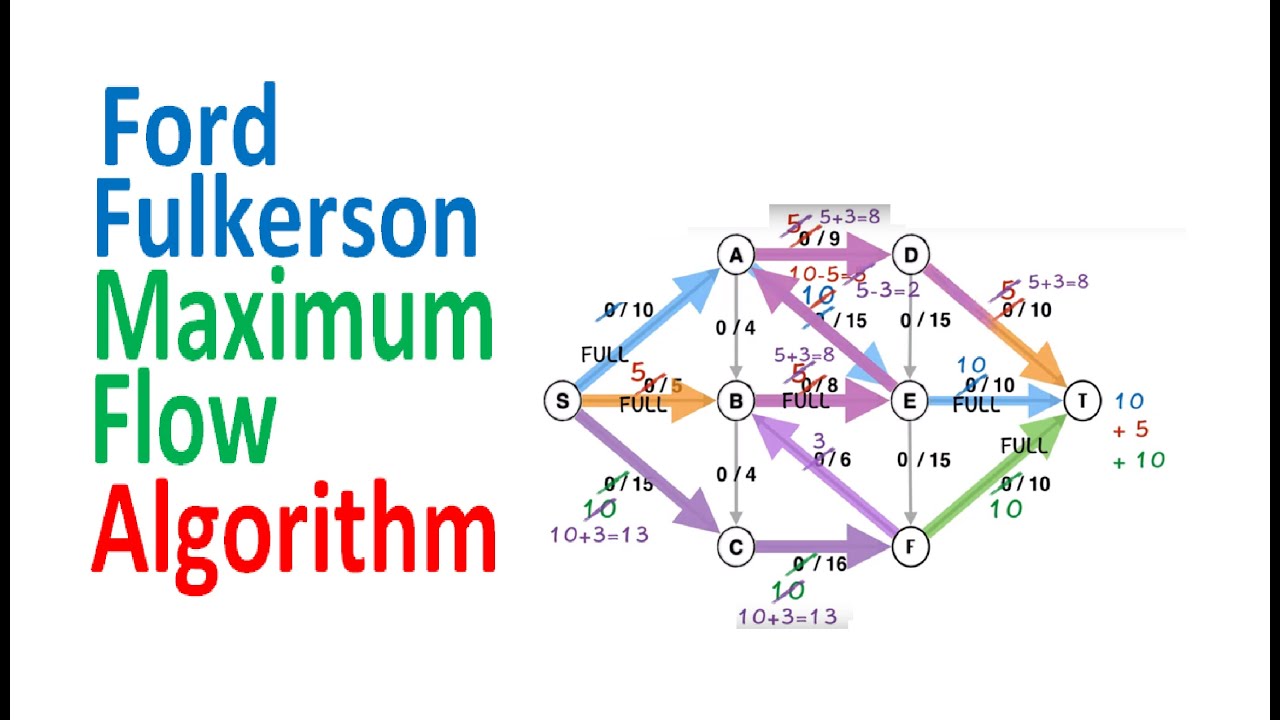 Ford
Fulkerson
Maximum
Flow
Algorithm
5 5+3=8
0/9
A
D
10-5=5
10 5-3=2
/15
0/10
0/4
0/15
5 5+3=8
0/10
FULL
5
0/5
FULL
S
B
5+3=8
5
0/8
FULL
E
10
0/10
FULL
T
10
+ 5
+ 10
0/15
10
10+3=13
0/4
3
0/6
0/15
FULL
0/10
10
C
F
0/16
10
10+3=13